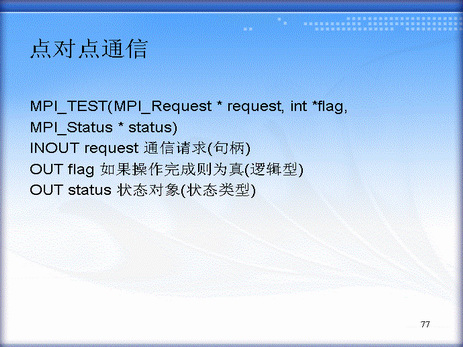 点对点通信
MPI_TEST(MPI_Request * request, int *flag,
MPI_Status * status)
INOUT request 通信请求(句柄)
OUT flag 如果操作完成则为真(逻辑型)
OUT status 状态对象(状态类型)
77